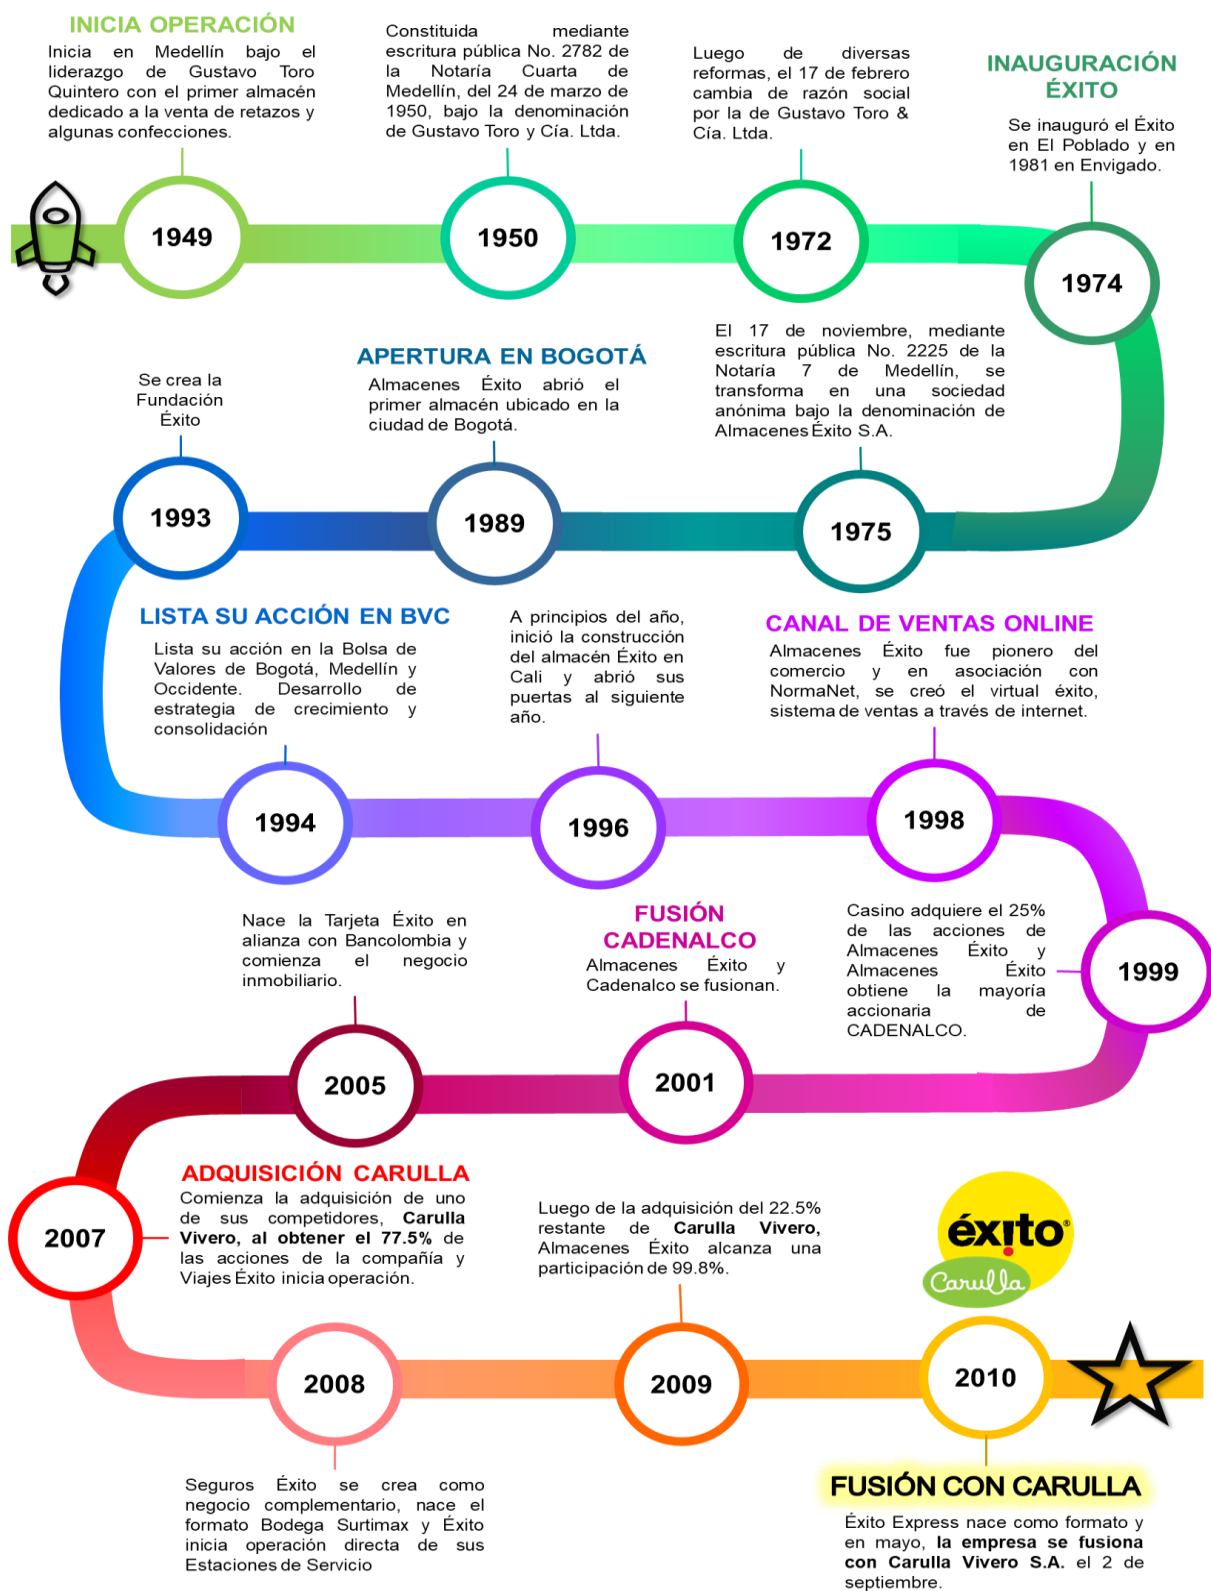 INICIA OPERACIÓN
Inicia en Medellín bajo el
liderazgo de Gustavo Toro
Quintero con el primer almacén
dedicado a la venta de retazos y
algunas confecciones.
1949
Constituida mediante
escritura pública No. 2782 de
la Notaría Cuarta de
Medellín, del 24 de marzo de
1950, bajo la denominación
de Gustavo Toro y Cía. Ltda.
1950
Luego de diversas
reformas, el 17 de febrero
cambia de razón social
por la de Gustavo Toro &
Cía. Ltda.
1972
INAUGURACIÓN
ÉXITO
Se inauguró el Éxito
en El Poblado y en
1981 en Envigado.
1974
El 17 de noviembre, mediante
escritura pública No. 2225 de la
Notaría 7 de Medellín, se
transforma en una sociedad
anónima bajo la denominación de
Almacenes Éxito S.A.
1975
APERTURA EN BOGOTÁ
Almacenes Éxito abrió el
primer almacén ubicado en la
ciudad de Bogotá.
1989
Se crea la
Fundación
Éxito
1993
LISTA SU ACCIÓN EN BVC
Lista su acción en la Bolsa de
Valores de Bogotá, Medellín y
Occidente. Desarrollo de
estrategia de crecimiento y
consolidación
1994
A principios del año,
inició la construcción
del almacén Éxito en
Cali y abrió sus
puertas al siguiente
año.
1996
CANAL DE VENTAS ONLINE
Almacenes Éxito fue pionero del
comercio y en asociación con
NormaNet, se creó el virtual éxito,
sistema de ventas a través de internet.
1998
Casino adquiere el 25%
de las acciones de
Almacenes Éxito y
Almacenes Éxito
obtiene la mayoría
accionaria de
CADENALCO.
1999
FUSIÓN
CADENALCO
Almacenes Éxito y
Cadenalco se fusionan.
2001
Nace la Tarjeta Éxito en
alianza con Bancolombia y
comienza el negocio
inmobiliario.
2005
ADQUISICIÓN CARULLA
Comienza la adquisición de uno
de sus competidores, Carulla
Vivero, al obtener el 77.5% de
las acciones de la compañía y
Viajes Éxito inicia operación.
2007
2008
Seguros Éxito se crea como
negocio complementario, nace el
formato Bodega Surtimax y Éxito
inicia operación directa de sus
Estaciones de Servicio
Luego de la adquisición del 22.5%
restante de Carulla Vivero,
Almacenes Éxito alcanza una
participación de 99.8%.
2009
éxito®
Carulla
2010
FUSIÓN CON CARULLA
Éxito Express nace como formato y
en mayo, la empresa se fusiona
con Carulla Vivero S.A. el 2 de
septiembre.